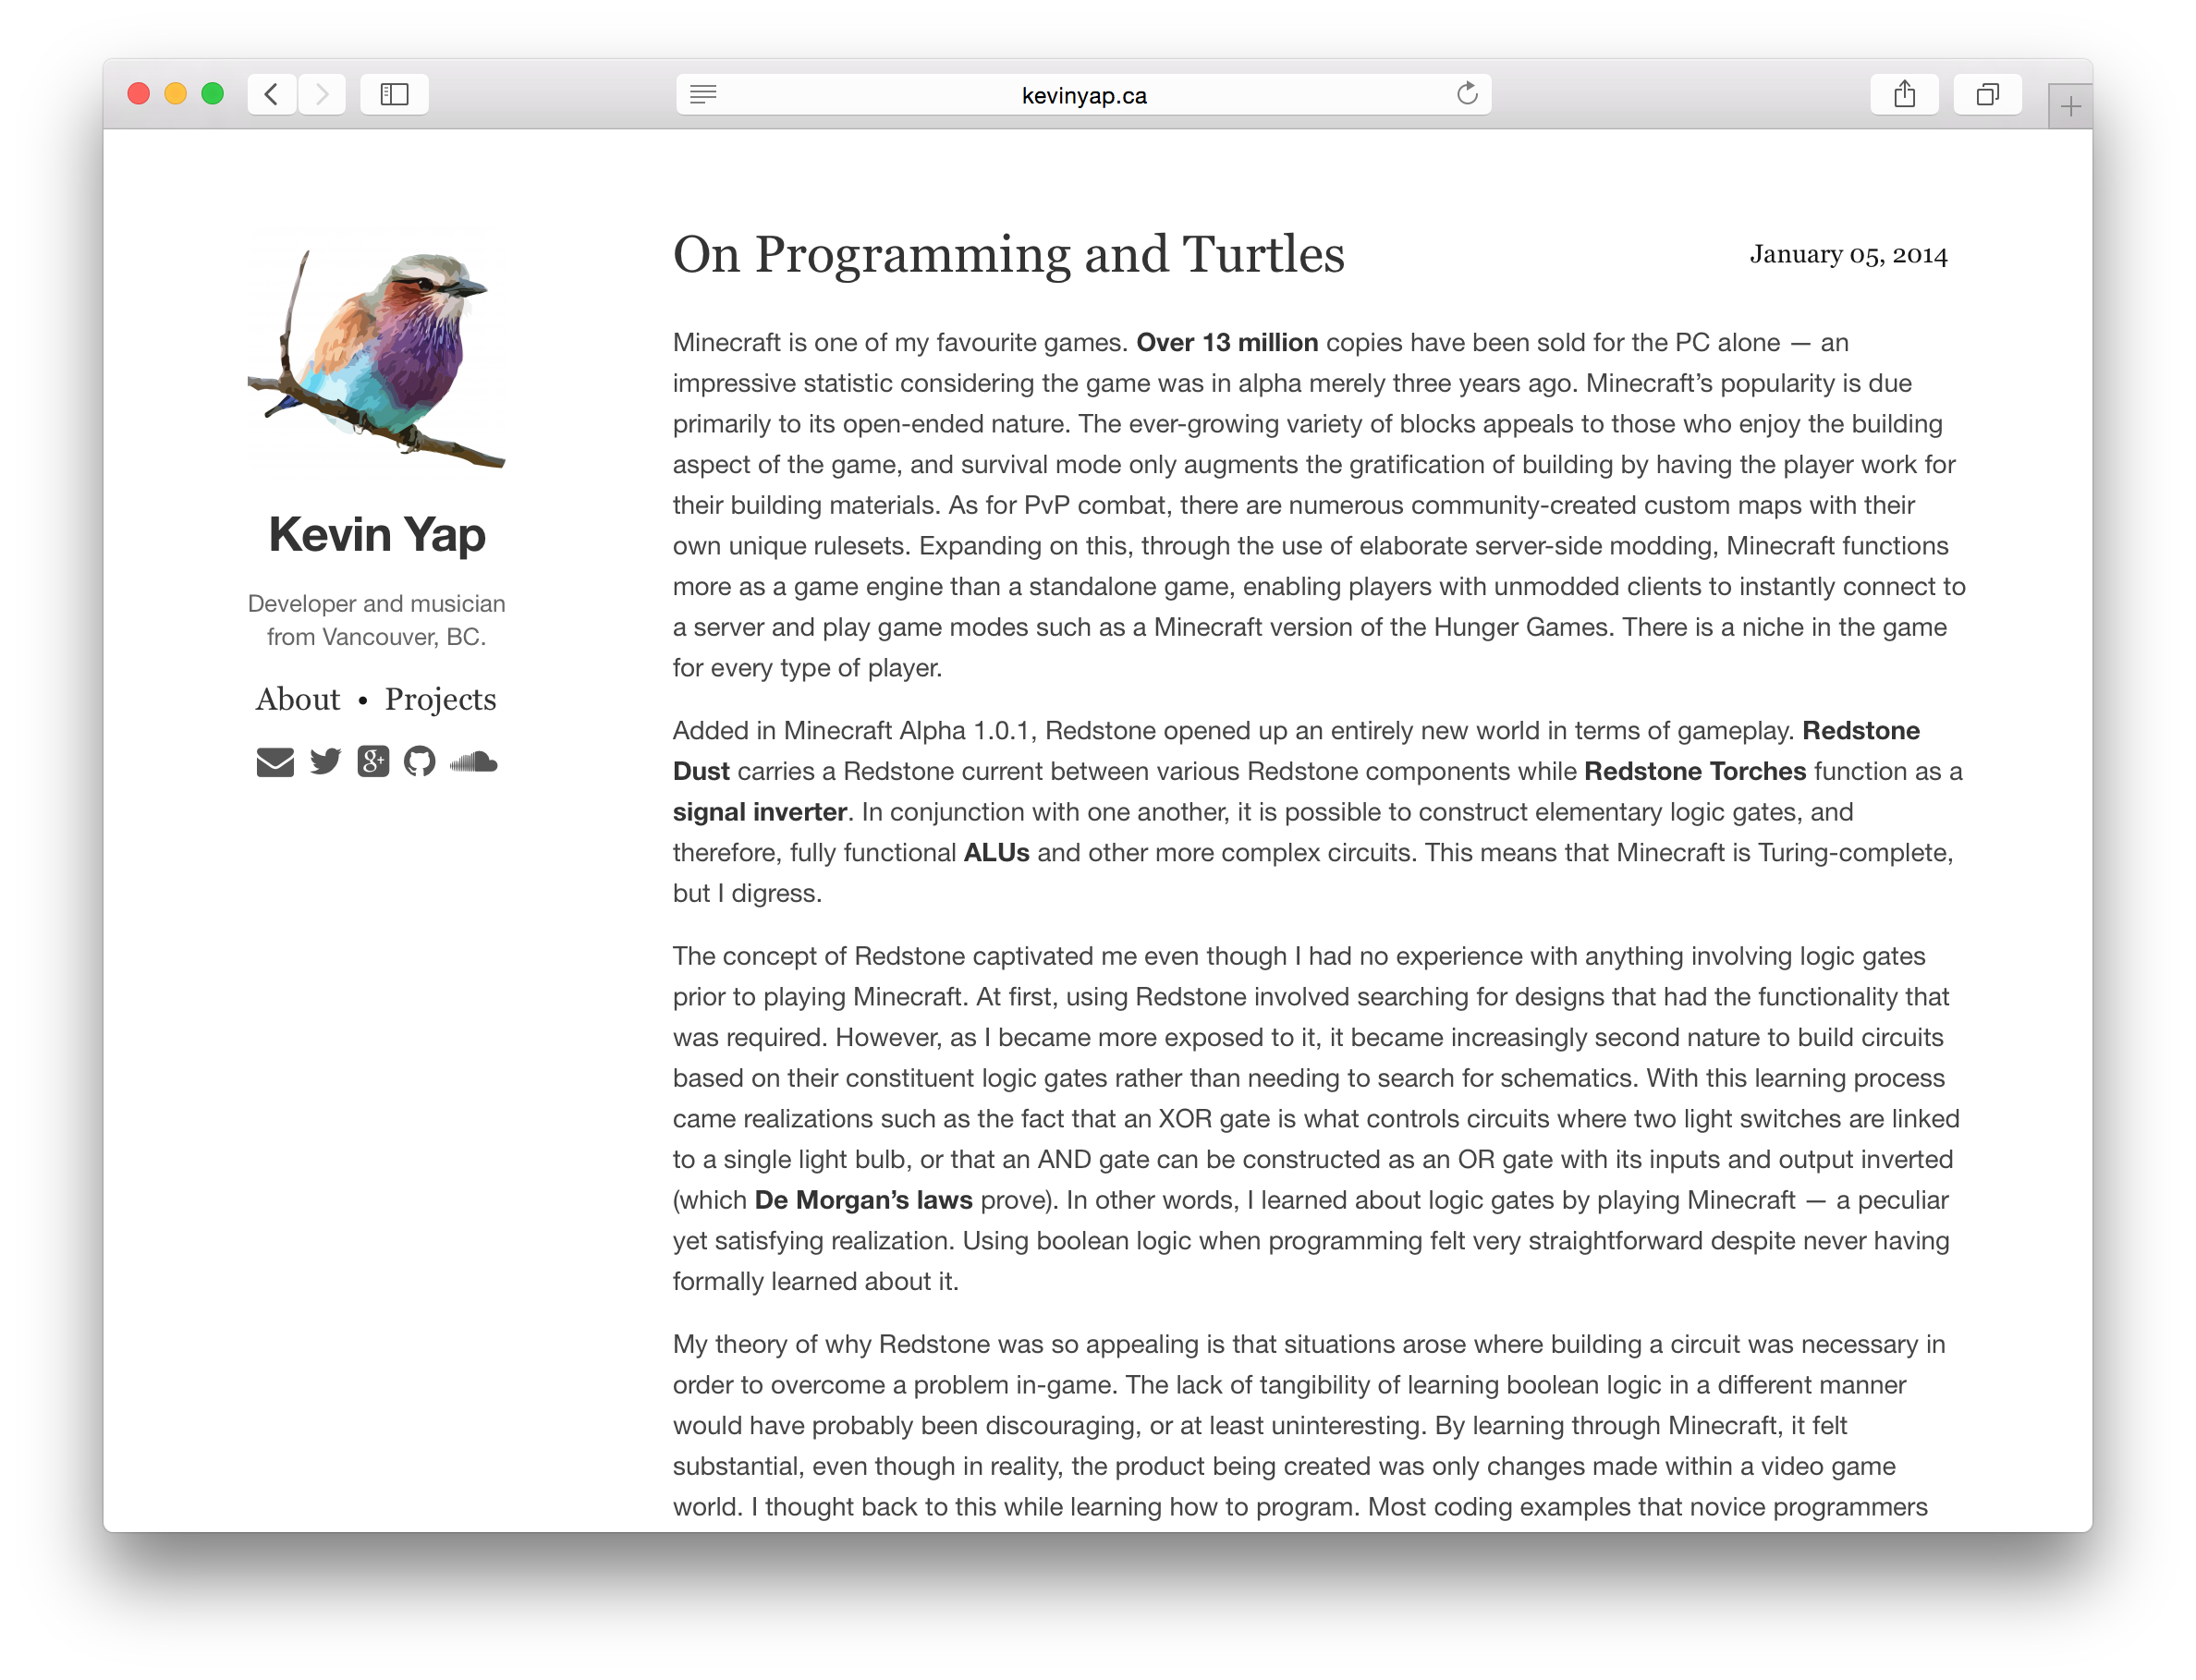 kevinyap.ca
Kevin Yap
Developer and musician
from Vancouver, BC.
About • Projects
On Programming and Turtles
January 05, 2014
Minecraft is one of my favourite games. Over 13 million copies have been sold for the PC alone — an
impressive statistic considering the game was in alpha merely three years ago. Minecraft’s popularity is due
primarily to its open-ended nature. The ever-growing variety of blocks appeals to those who enjoy the building
aspect of the game, and survival mode only augments the gratification of building by having the player work for
their building materials. As for PvP combat, there are numerous community-created custom maps with their
own unique rulesets. Expanding on this, through the use of elaborate server-side modding, Minecraft functions
more as a game engine than a standalone game, enabling players with unmodded clients to instantly connect to
a server and play game modes such as a Minecraft version of the Hunger Games. There is a niche in the game
for every type of player.
Added in Minecraft Alpha 1.0.1, Redstone opened up an entirely new world in terms of gameplay. Redstone
Dust carries a Redstone current between various Redstone components while Redstone Torches function as a
signal inverter. In conjunction with one another, it is possible to construct elementary logic gates, and
therefore, fully functional ALUs and other more complex circuits. This means that Minecraft is Turing-complete,
but I digress.
The concept of Redstone captivated me even though I had no experience with anything involving logic gates
prior to playing Minecraft. At first, using Redstone involved searching for designs that had the functionality that
was required. However, as I became more exposed to it, it became increasingly second nature to build circuits
based on their constituent logic gates rather than needing to search for schematics. With this learning process
came realizations such as the fact that an XOR gate is what controls circuits where two light switches are linked
to a single light bulb, or that an AND gate can be constructed as an OR gate with its inputs and output inverted
(which De Morgan’s laws prove). In other words, I learned about logic gates by playing Minecraft — a peculiar
yet satisfying realization. Using boolean logic when programming felt very straightforward despite never having
formally learned about it.
My theory of why Redstone was so appealing is that situations arose where building a circuit was necessary in
order to overcome a problem in-game. The lack of tangibility of learning boolean logic in a different manner
would have probably been discouraging, or at least uninteresting. By learning through Minecraft, it felt
substantial, even though in reality, the product being created was only changes made within a video game
world. I thought back to this while learning how to program. Most coding examples that novice programmers